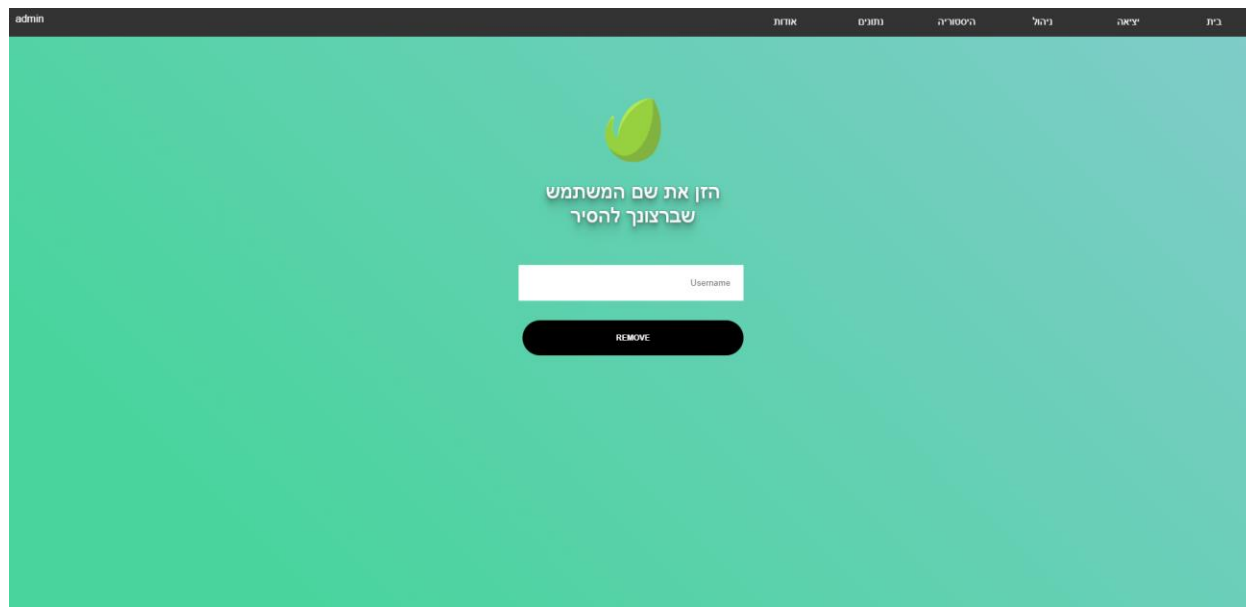 בית
יציאה
ניהול
היסטוריה
נתונים
אודות
admin
הזן את שם המשתמש
שברצונך להסיר
Username
REMOVE